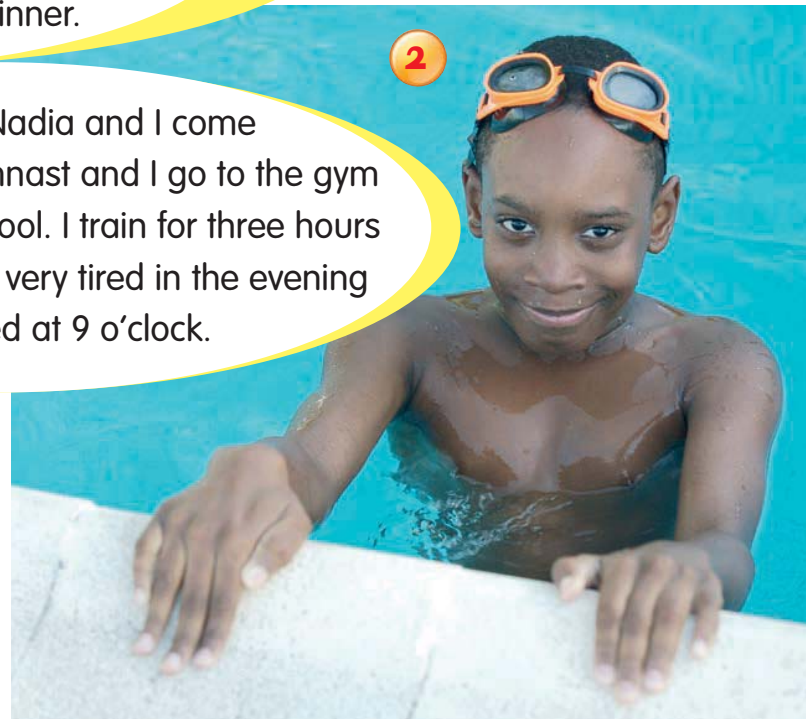 inner.
2
Nadia and I come
nnast and I go to the gym
ool. I train for three hours
very tired in the evening
ed at 9 o'clock.